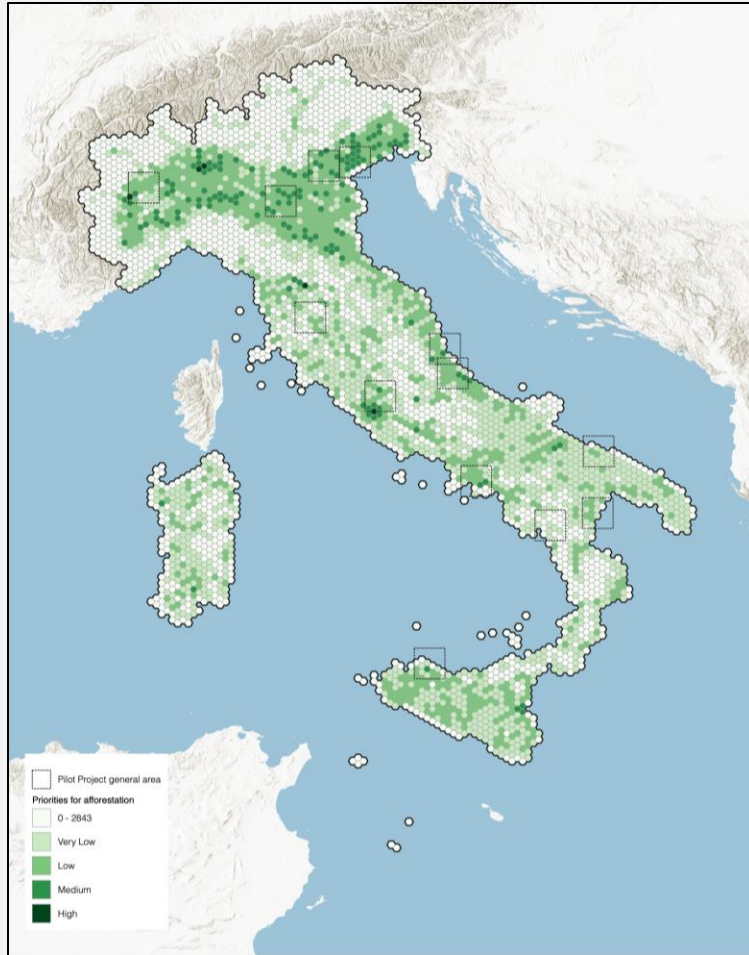 Pilot Project general area
Priorities for afforestation
0 - 2843
Very Low
Low
Medium
High